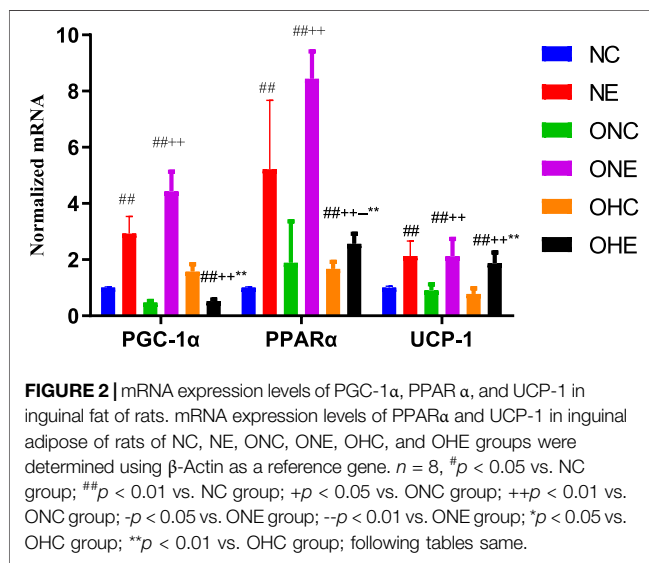 10
8
6
4
2
0
Normalized mRNA
##
##++
##++**
##
##++
##++−**
##
##++
##++**
PGC-1α
PPARα
UCP-1
NC
NE
ONC
ONE
OHC
OHE
FIGURE 2 | mRNA expression levels of PGC-1α, PPAR α, and UCP-1 in
inguinal fat of rats. mRNA expression levels of PPARα and UCP-1 in inguinal
adipose of rats of NC, NE, ONC, ONE, OHC, and OHE groups were
determined using β-Actin as a reference gene. n = 8, #p < 0.05 vs. NC
group; ##p < 0.01 vs. NC group; +p < 0.05 vs. ONC group; ++p < 0.01 vs.
ONC group; -p < 0.05 vs. ONE group; --p < 0.01 vs. ONE group; *p < 0.05 vs.
OHC group; **p < 0.01 vs. OHC group; following tables same.